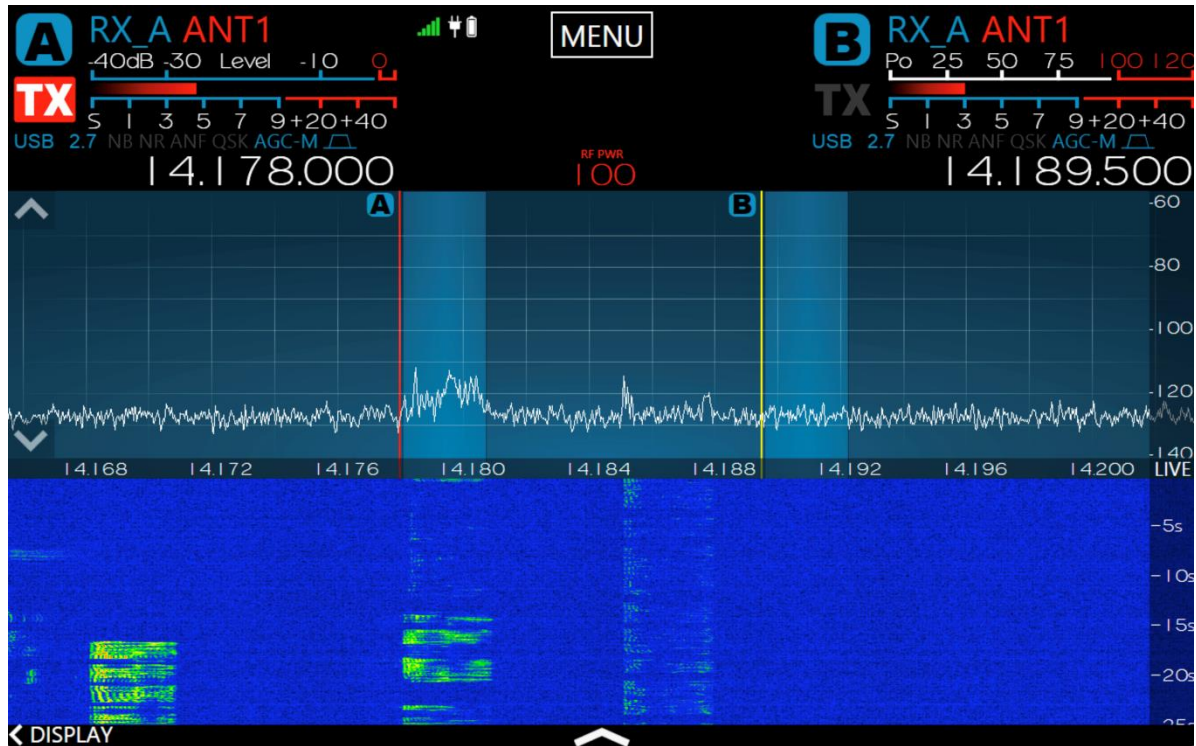 A RX_A ANT1
-40dB -30 Level -10 0
TX
S 1 3 5 7 9+20+40
USB 2.7 NB NR ANF QSK AGC-M
14.178.000
MENU
RF PWR
100
B RX_A ANT1
Po 25 50 75 100 120
TX
S 1 3 5 7 9+20+40
USB 2.7 NB NR ANF QSK AGC-M
14.189.500
A B
-60
-80
-100
-120
-140
14.168 14.172 14.176 14.180 14.184 14.188 14.192 14.196 14.200 LIVE
-5s
-10s
-15s
-20s
-25s
DISPLAY